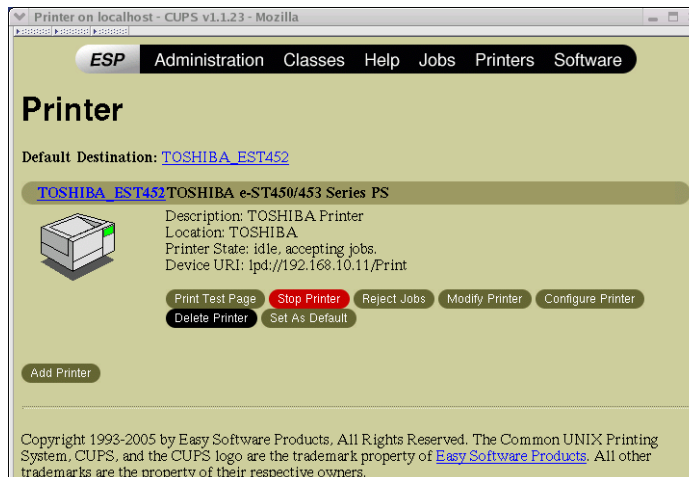 Printer on localhost - CUPS v1.1.23 - Mozilla
ESP Administration Classes Help Jobs Printers Software
Printer
Default Destination: TOSHIBA_EST452
TOSHIBA_EST452 TOSHIBA e-ST450/453 Series PS
Description: TOSHIBA Printer
Location: TOSHIBA
Printer State: idle, accepting jobs.
Device URI: lpd://192.168.10.11/Print
Print Test Page Stop Printer Reject Jobs Modify Printer Configure Printer
Delete Printer Set As Default
Add Printer
Copyright 1993-2005 by Easy Software Products, All Rights Reserved. The Common UNIX Printing
System, CUPS, and the CUPS logo are the trademark property of Easy Software Products. All other
trademarks are the property of their respective owners.